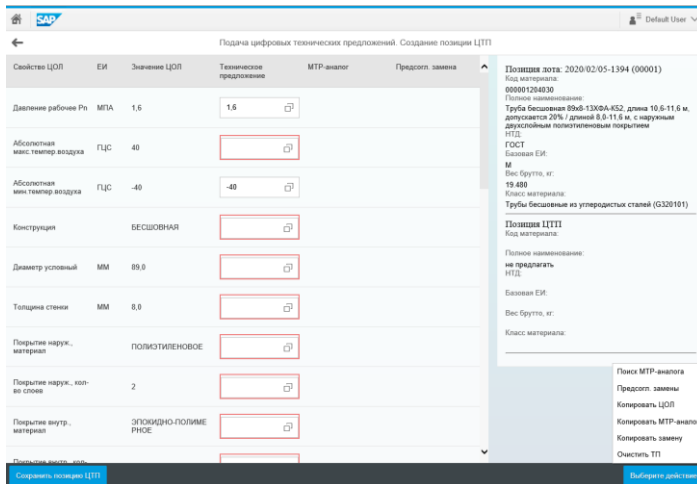 SAP
Default User
Подача цифровых технических предложений. Создание позиции ЦТП
Свойство ЦОЛ
ЕИ
Значение ЦОЛ
Техническое
предложение
МТР-аналог
Предсогл. замена
Давление рабочее Pn
МПА
1,6
1,6
Абсолютная
макс.темпер.воздуха
ГЦС
40
Абсолютная
мин.темпер.воздуха
ГЦС
-40
-40
Конструкция
БЕСШОВНАЯ
Диаметр условный
ММ
89,0
Толщина стенки
ММ
8,0
Покрытие наруж.,
материал
ПОЛИЭТИЛЕНОВОЕ
Покрытие наруж., кол-
во слоев
2
Покрытие внутр.,
материал
ЭПОКИДНО-ПОЛИМЕ
РНОЕ
Покрытие внутр., кол-
Позиция лота: 2020/02/05-1394 (00001)
Код материала:
000001204030
Полное наименование:
Труба бесшовная 89х8-13ХФА-К52, длина 10,6-11,6 м,
допускается 20% / длиной 8,0-11,6 м, с наружным
двухслойным полиэтиленовым покрытием
НТД:
ГОСТ
Базовая ЕИ:
М
Вес брутто, кг:
19.480
Класс материала:
Трубы бесшовные из углеродистых сталей (G320101)
Позиция ЦТП
Код материала:
Полное наименование:
не предлагать
НТД:
Базовая ЕИ:
Вес брутто, кг:
Класс материала:
Поиск МТР-аналога
Предсогл. замены
Копировать ЦОЛ
Копировать МТР-анало
Копировать замену
Очистить ТП
Сохранить позицию ЦТП
Выберите действие